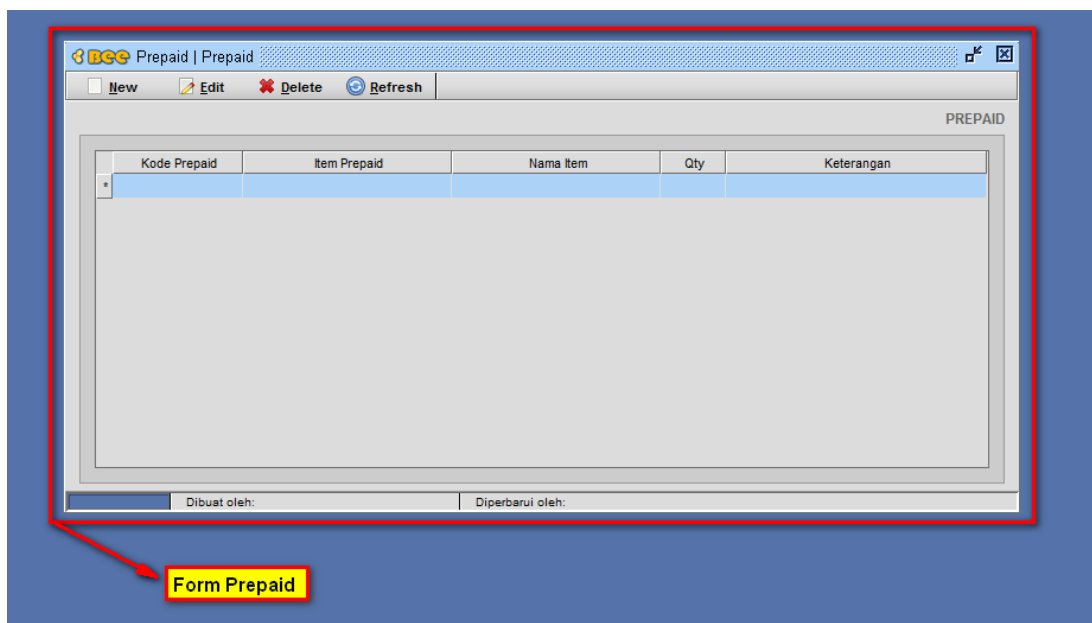 Bee Prepaid | Prepaid
New Edit Delete Refresh
PREPAID
Kode Prepaid Item Prepaid Nama Item Qty Keterangan
*
Dibuat oleh: Diperbarui oleh:
Form Prepaid